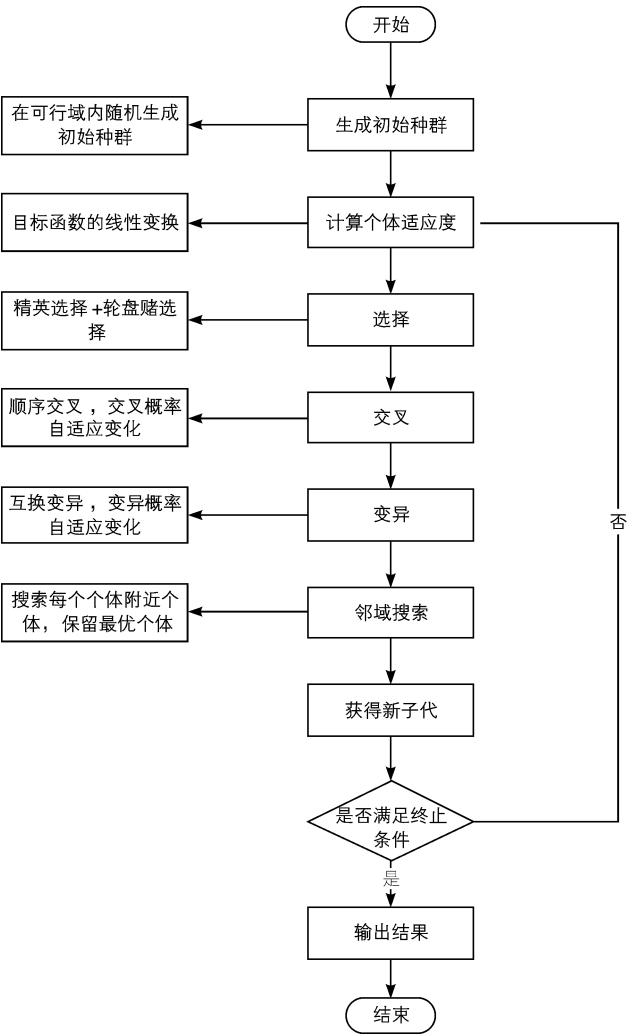 开始
在可行域内随机生成
初始种群
生成初始种群
目标函数的线性变换
计算个体适应度
精英选择+轮盘赌选
择
选择
顺序交叉，交叉概率
自适应变化
交叉
互换变异，变异概率
自适应变化
变异
否
搜索每个个体附近个
体，保留最优个体
邻域搜索
获得新子代
是否满足终止
条件
是
输出结果
结束